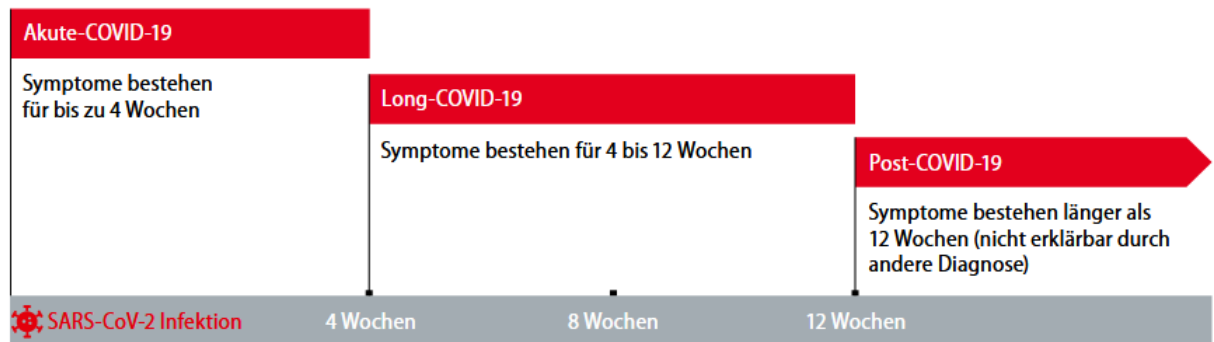 Akute-COVID-19
Symptome bestehen
für bis zu 4 Wochen
Long-COVID-19
Symptome bestehen für 4 bis 12 Wochen
Post-COVID-19
Symptome bestehen länger als
12 Wochen (nicht erklärbar durch
andere Diagnose)
SARS-CoV-2 Infektion
4 Wochen
8 Wochen
12 Wochen